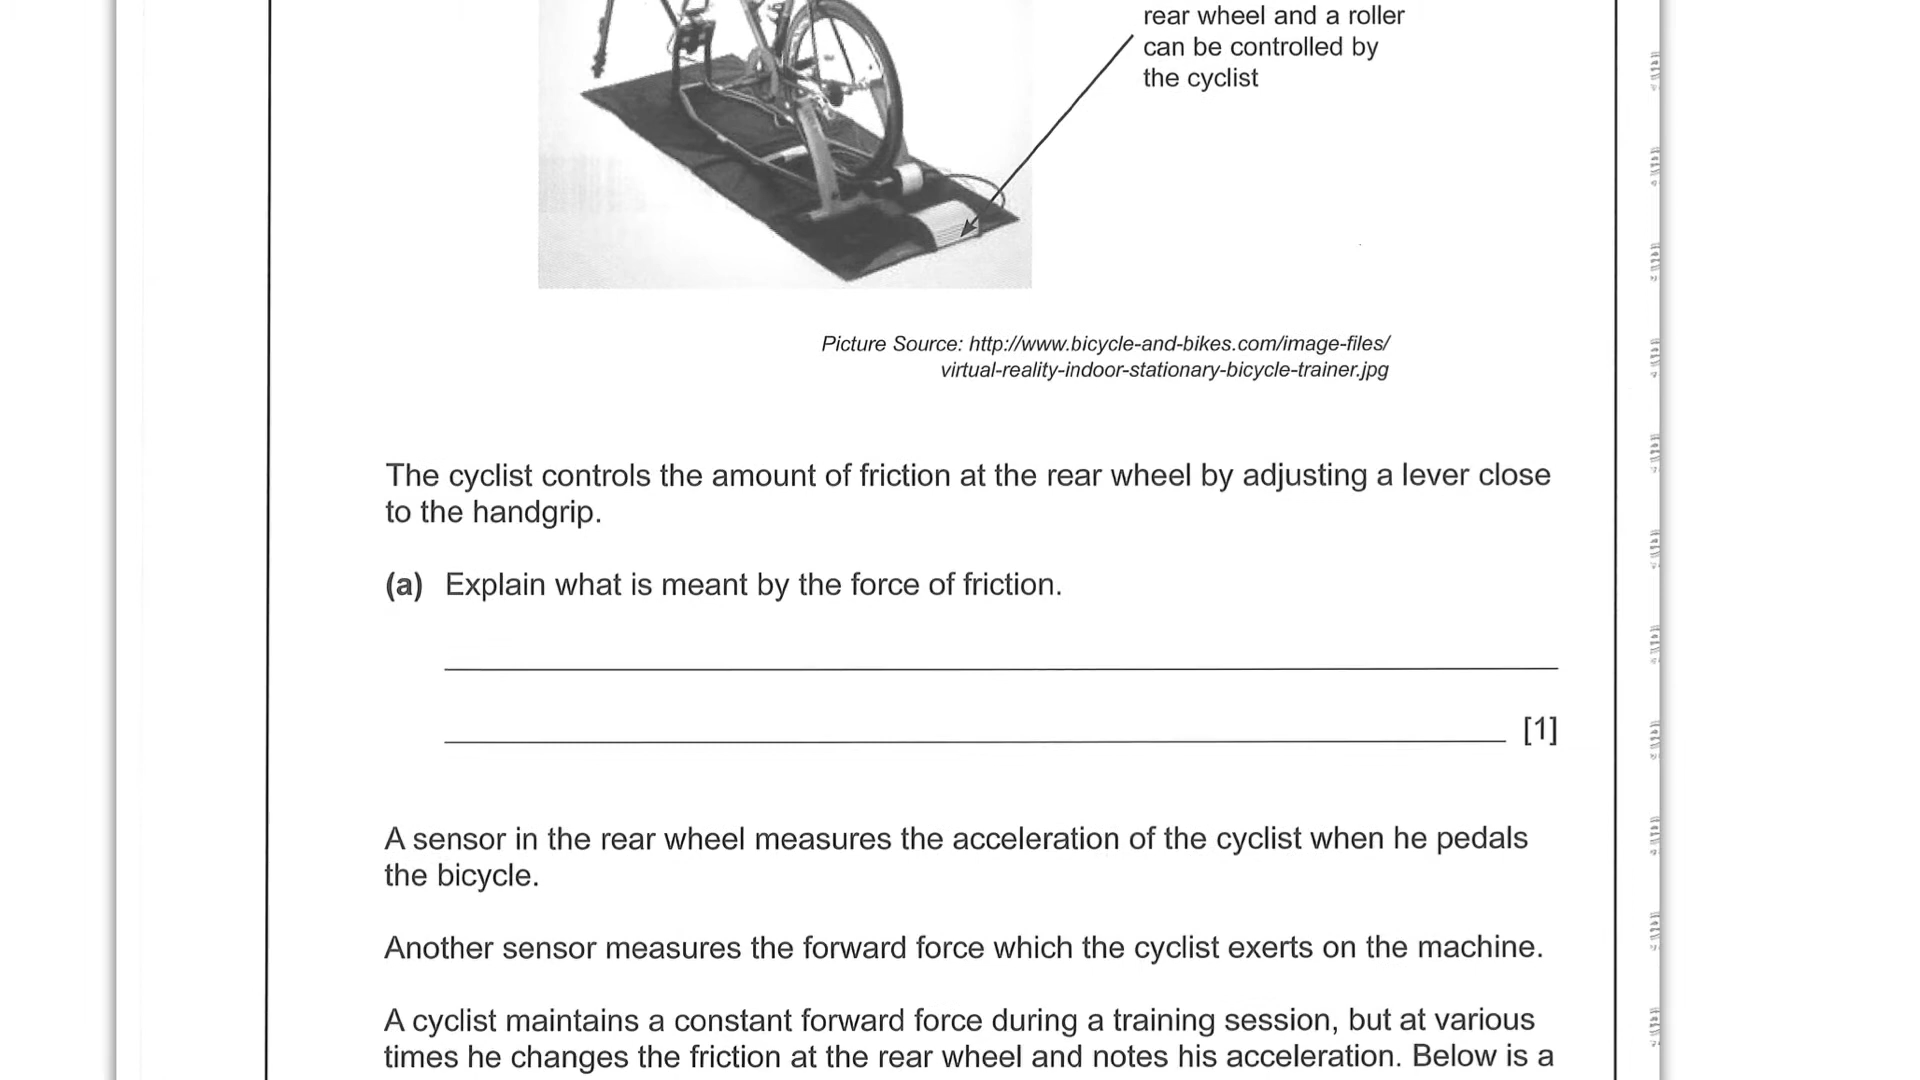 rear wheel and a roller
can be controlled by
the cyclist
Picture Source: http://www.bicycle-and-bikes.com/image-files/
virtual-reality-indoor-stationary-bicycle-trainer.jpg
The cyclist controls the amount of friction at the rear wheel by adjusting a lever close
to the handgrip.
(a) Explain what is meant by the force of friction.
[1]
A sensor in the rear wheel measures the acceleration of the cyclist when he pedals
the bicycle.
Another sensor measures the forward force which the cyclist exerts on the machine.
A cyclist maintains a constant forward force during a training session, but at various
times he changes the friction at the rear wheel and notes his acceleration. Below is a